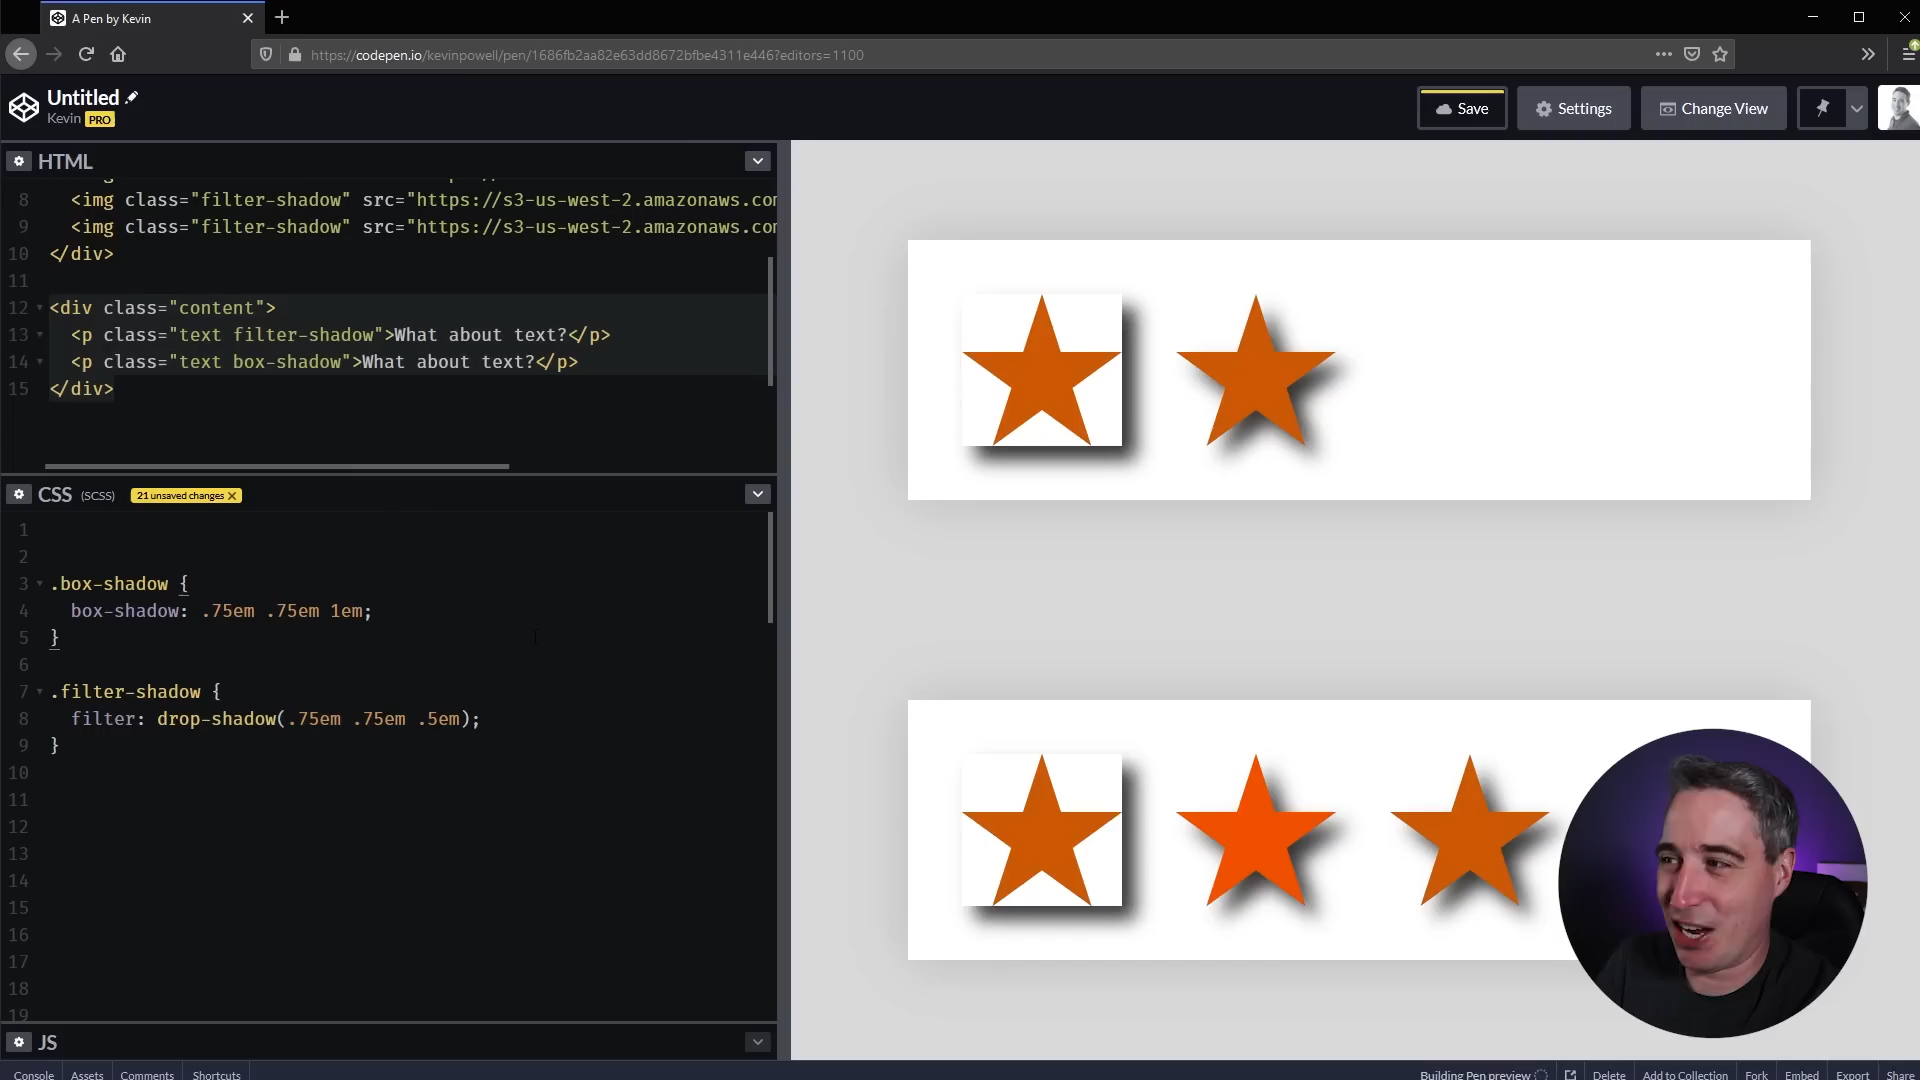 A Pen by Kevin
https://codepen.io/kevinpowell/pen/1686fb2aa82e63dd8672bfbe4311e446?editors=1100
Untitled
Kevin PRO
Save
Settings
Change View
HTML
8 <img class="filter-shadow" src="https://s3-us-west-2.amazonaws.com
9 <img class="filter-shadow" src="https://s3-us-west-2.amazonaws.com
10 </div>
11
12 <div class="content">
13 <p class="text filter-shadow">What about text?</p>
14 <p class="text box-shadow">What about text?</p>
15 </div>
CSS (SCSS) 21 unsaved changes
1
2
3 .box-shadow {
4 box-shadow: .75em .75em 1em;
5 }
6
7 .filter-shadow {
8 filter: drop-shadow(.75em .75em .5em);
9 }
10
11
12
13
14
15
16
17
18
19
JS
Console Assets Comments Shortcuts
Building Pen preview Delete Add to Collection Fork Embed Export Share